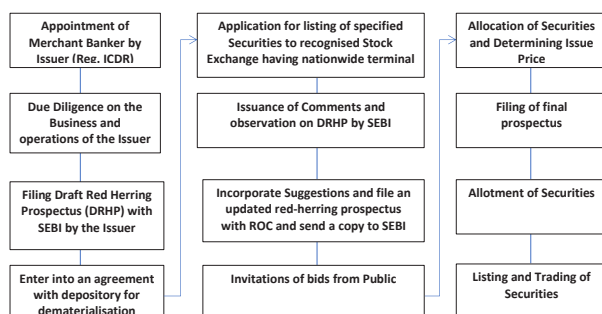 Appointment of
Merchant Banker by
Issuer (Reg. ICDR)
Due Diligence on the
Business and
operations of the Issuer
Filing Draft Red Herring
Prospectus (DRHP) with
SEBI by the Issuer
Enter into an agreement
with depository for
dematerialisation
Application for listing of specified
Securities to recognised Stock
Exchange having nationwide terminal
Issuance of Comments and
observation on DRHP by SEBI
Incorporate Suggestions and file an
updated red-herring prospectus
with ROC and send a copy to SEBI
Invitations of bids from Public
Allocation of Securities
and Determining Issue
Price
Filing of final
prospectus
Allotment of Securities
Listing and Trading of
Securities